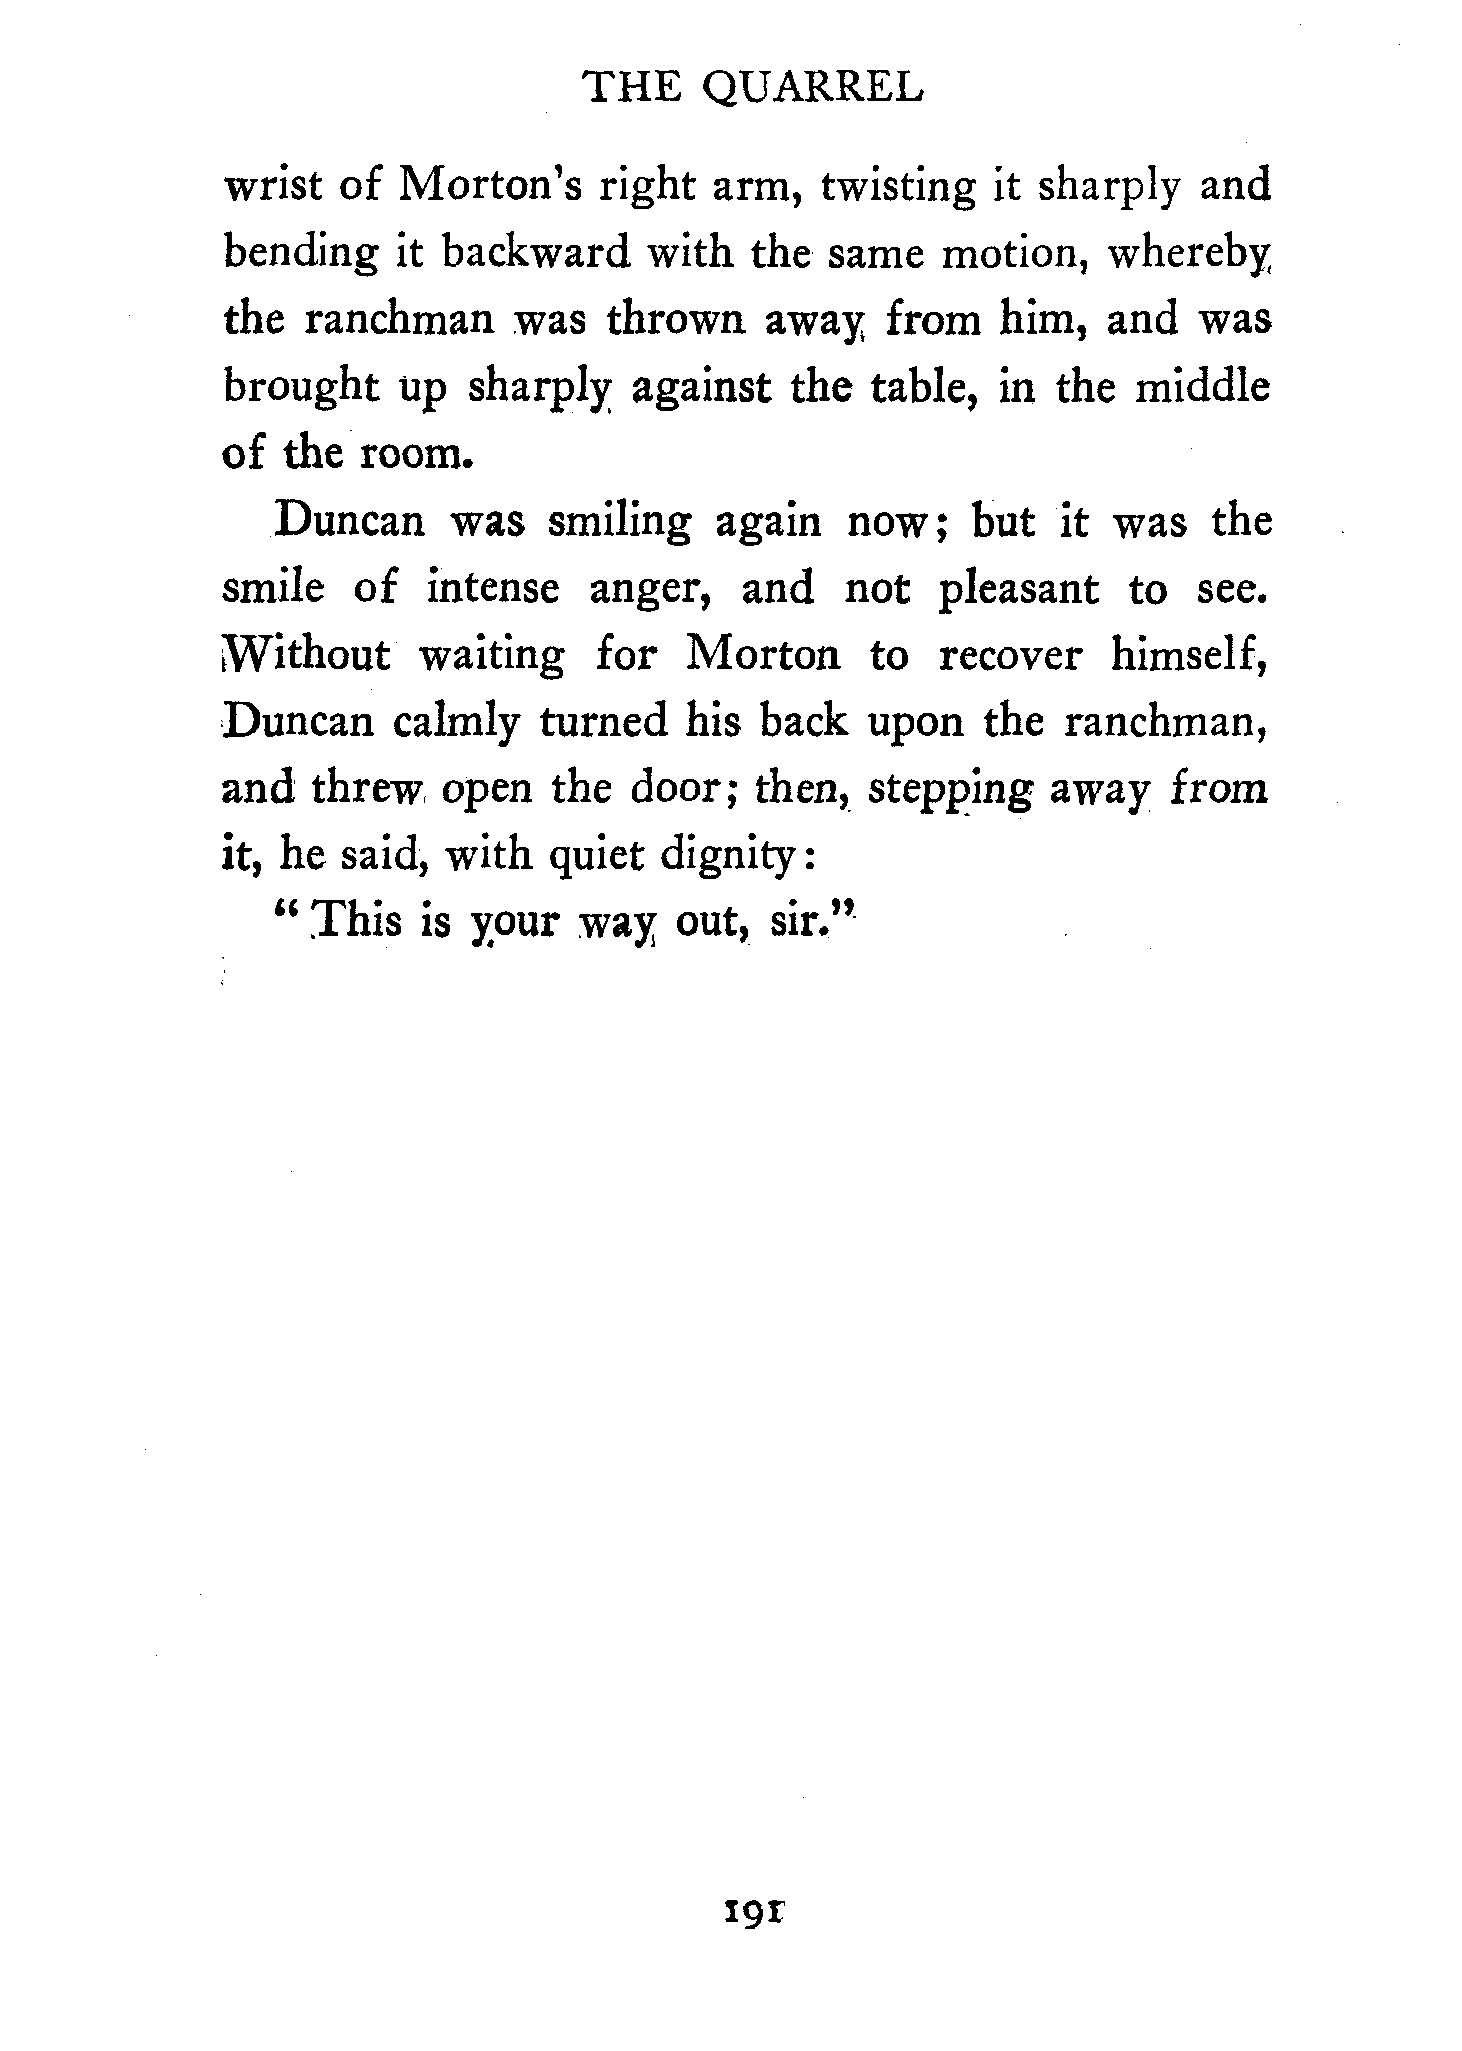 THE QUARREL
wrist of Morton's right arm, twisting it sharply and
bending it backward with the same motion, whereby
the ranchman was thrown away from him, and was
brought up sharply against the table, in the middle
of the room.
Duncan was smiling again now; but it was the
smile of intense anger, and not pleasant to see.
Without waiting for Morton to recover himself,
Duncan calmly turned his back upon the ranchman,
and threw open the door; then, stepping away from
it, he said, with quiet dignity:
“This is your way out, sir.”
191